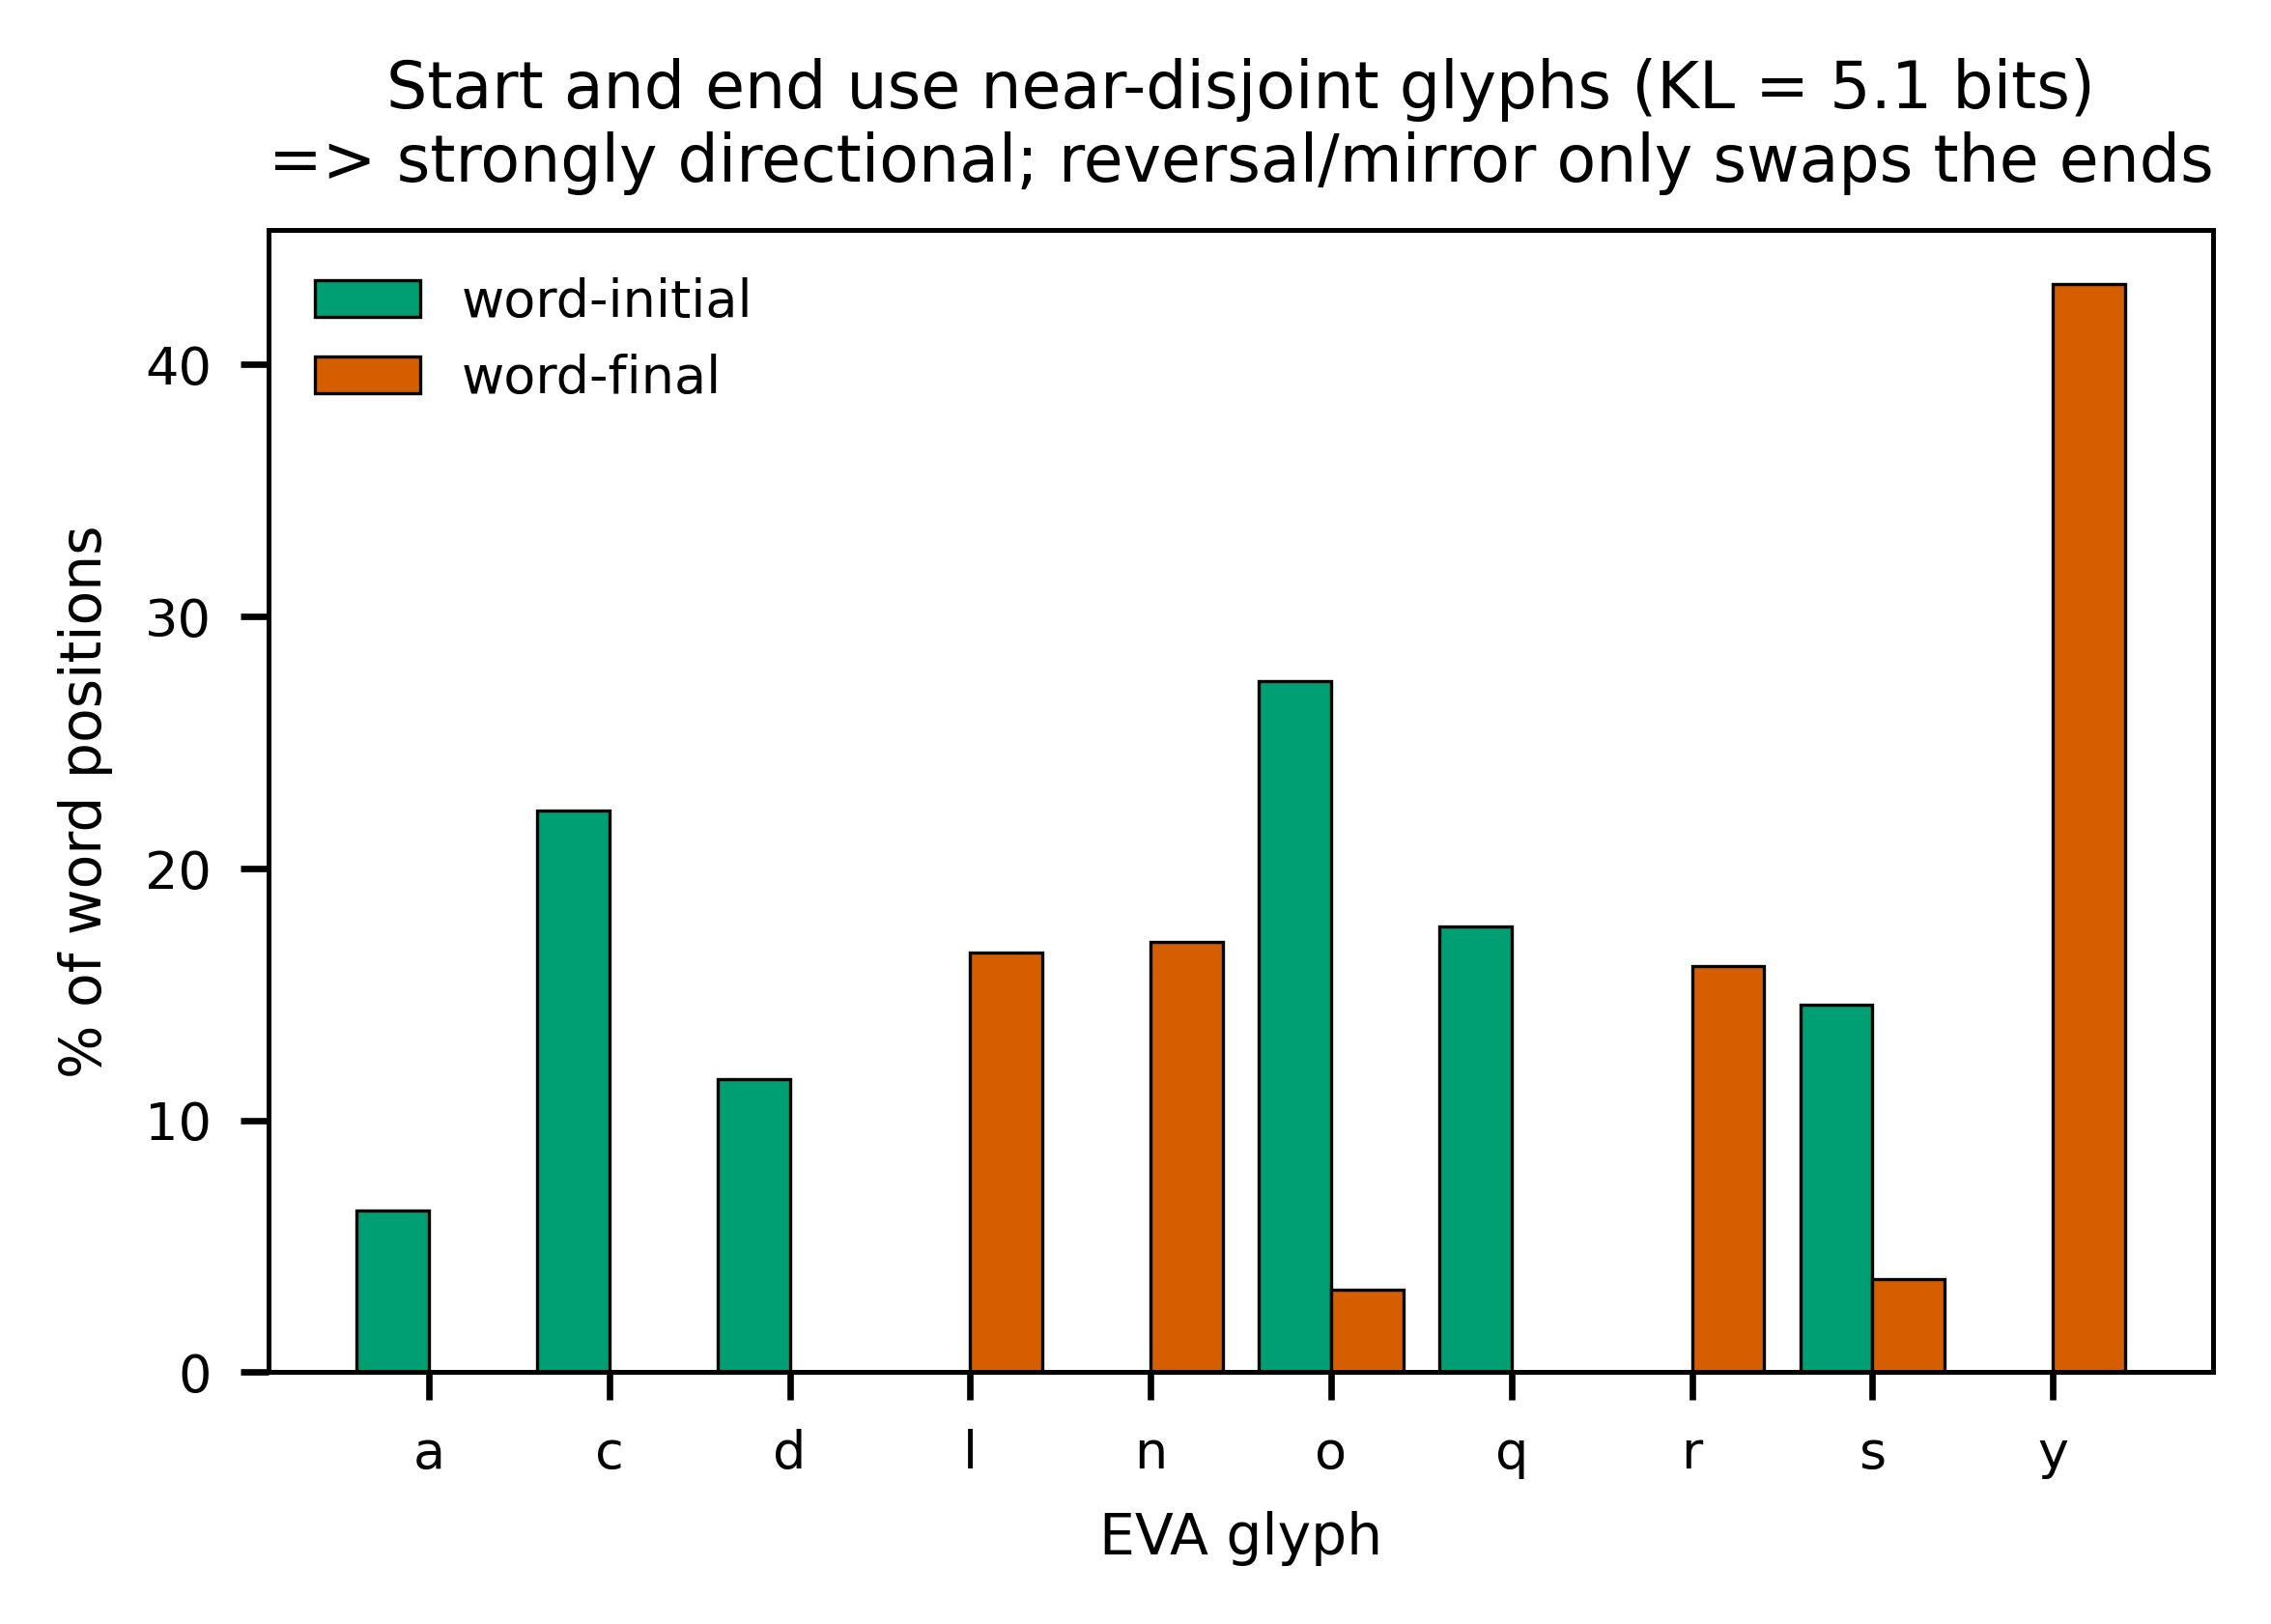 Start and end use near-disjoint glyphs (KL = 5.1 bits)
=> strongly directional; reversal/mirror only swaps the ends
word-initial
word-final
% of word positions
40
30
20
10
0
a c d l n o q r s y
EVA glyph